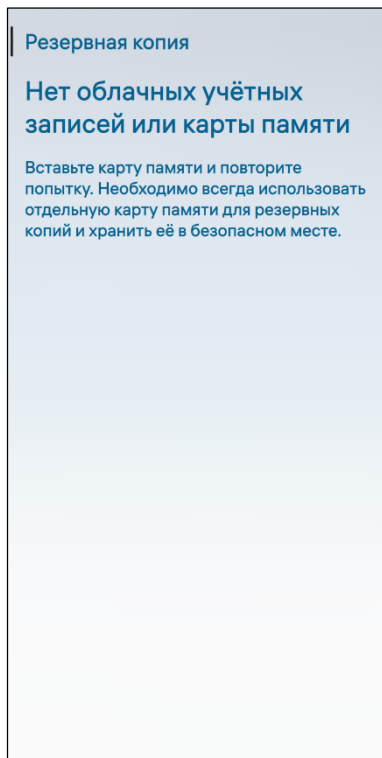 Резервная копия
Нет облачных учётных
записей или карты памяти
Вставьте карту памяти и повторите
попытку. Необходимо всегда использовать
отдельную карту памяти для резервных
копий и хранить её в безопасном месте.